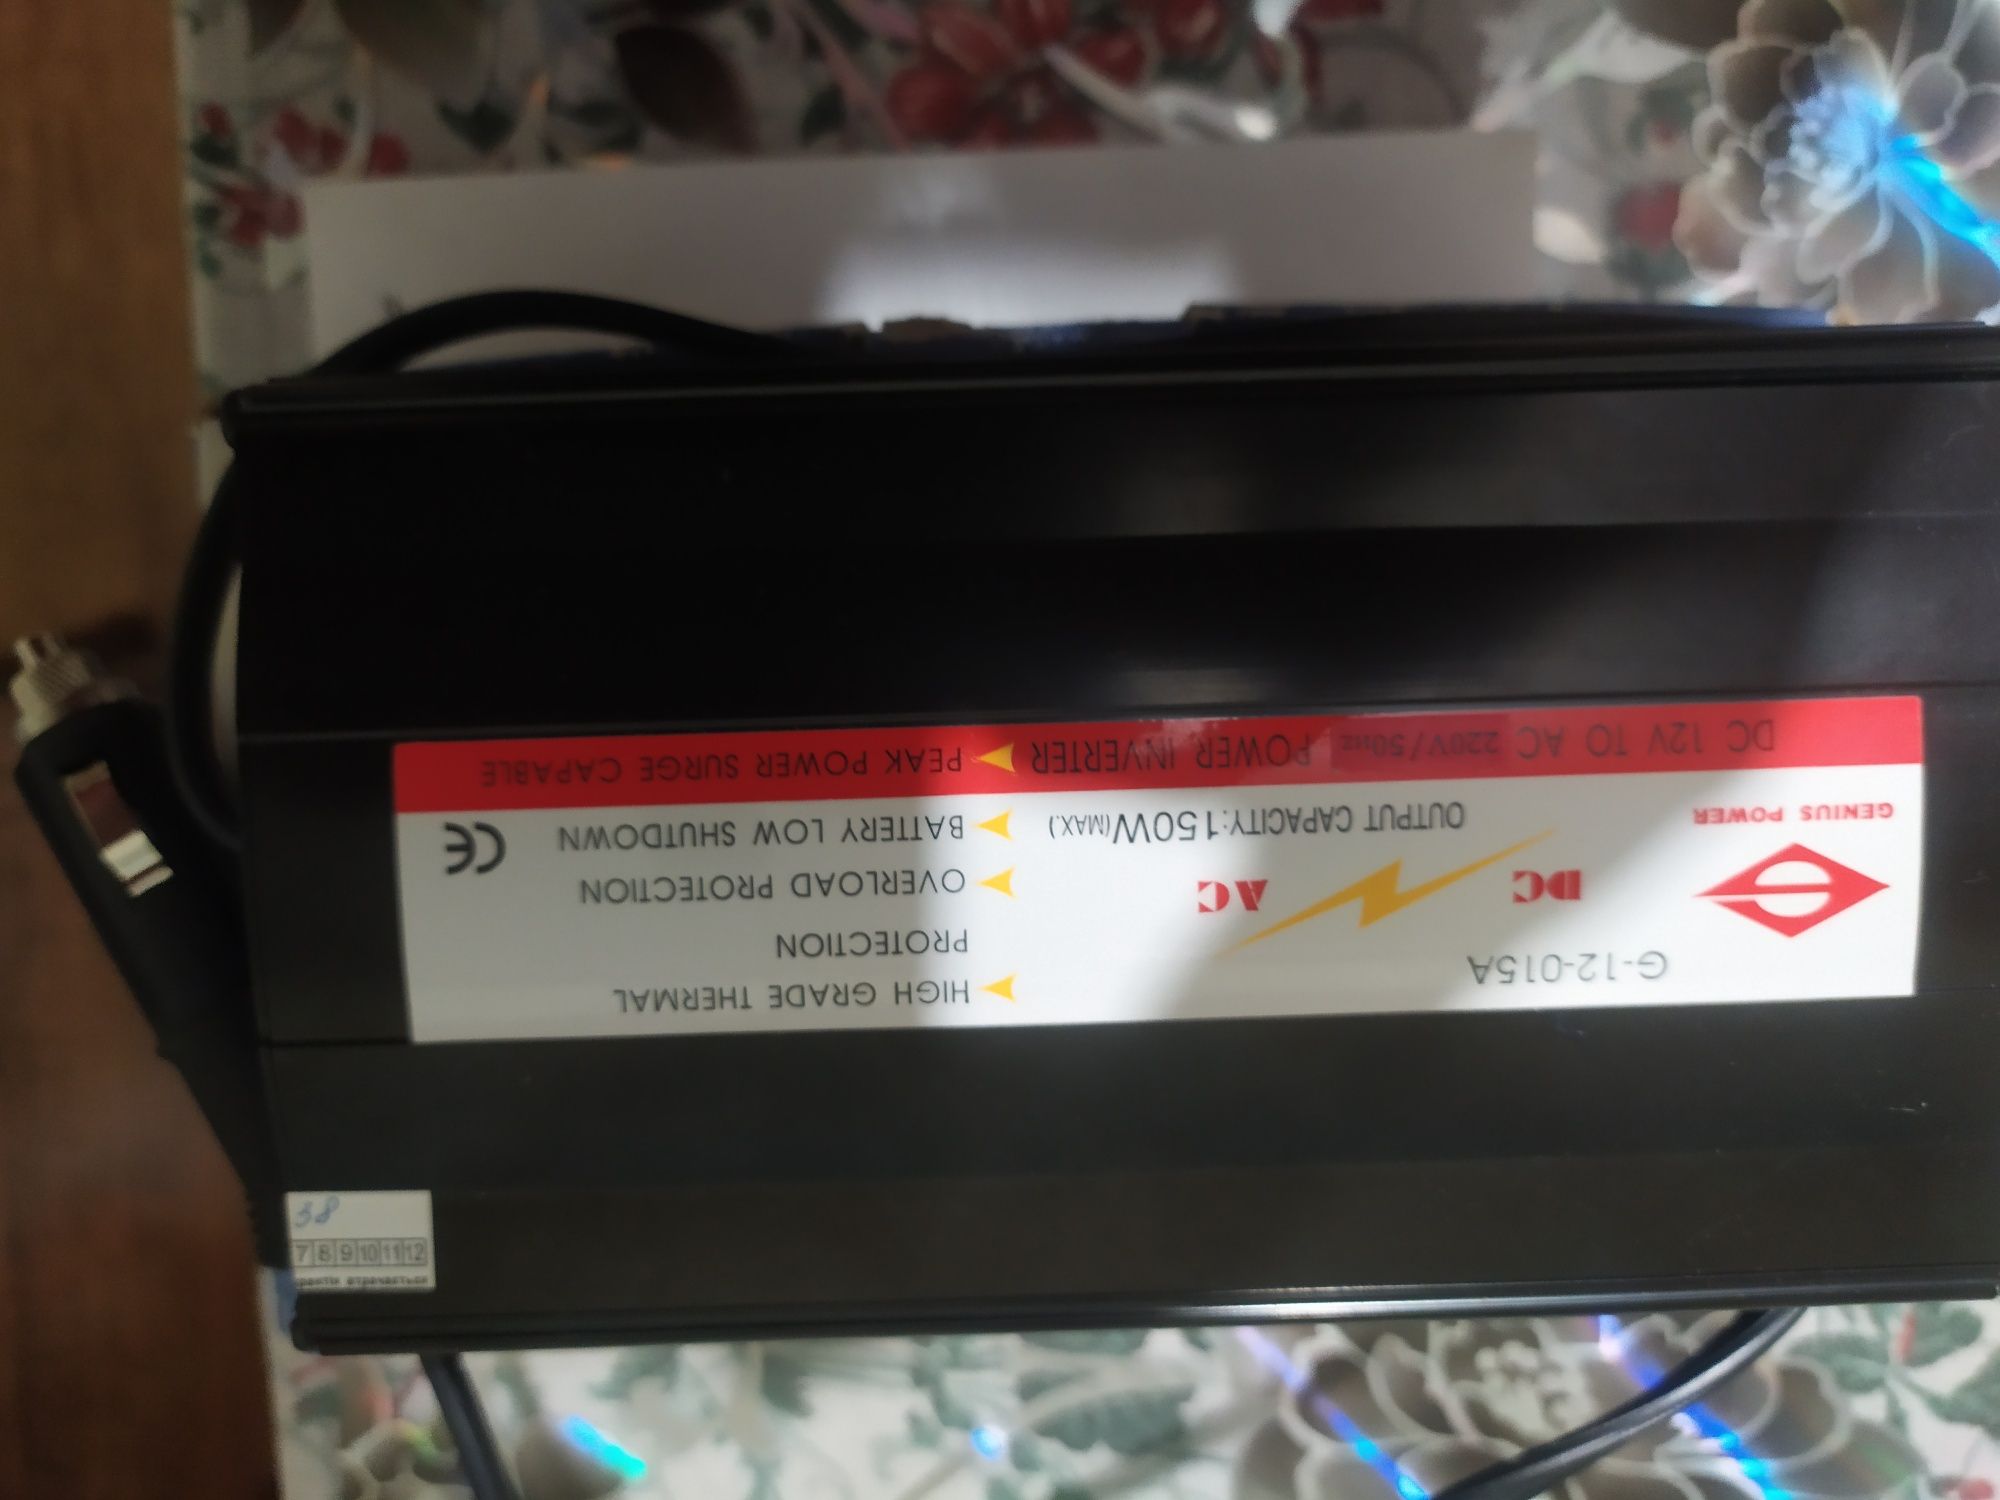 G-12-015A
DC AC
GENIUS POWER
OUTPUT CAPACITY:150W(MAX.)
DC 12V TO AC 220V/50Hz POWER INVERTER
HIGH GRADE THERMAL
PROTECTION
OVERLOAD PROTECTION
BATTERY LOW SHUTDOWN
PEAK POWER SURGE CAPABLE
CE
38
7 8 9 10 11 12